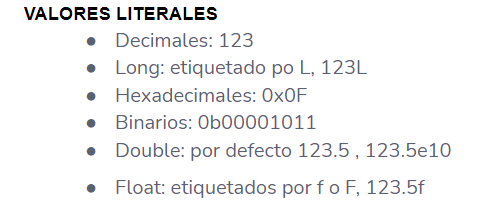 VALORES LITERALES
● Decimales: 123
● Long: etiquetado po L, 123L
● Hexadecimales: 0x0F
● Binarios: 0b00001011
● Double: por defecto 123.5 , 123.5e10
● Float: etiquetados por f o F, 123.5f